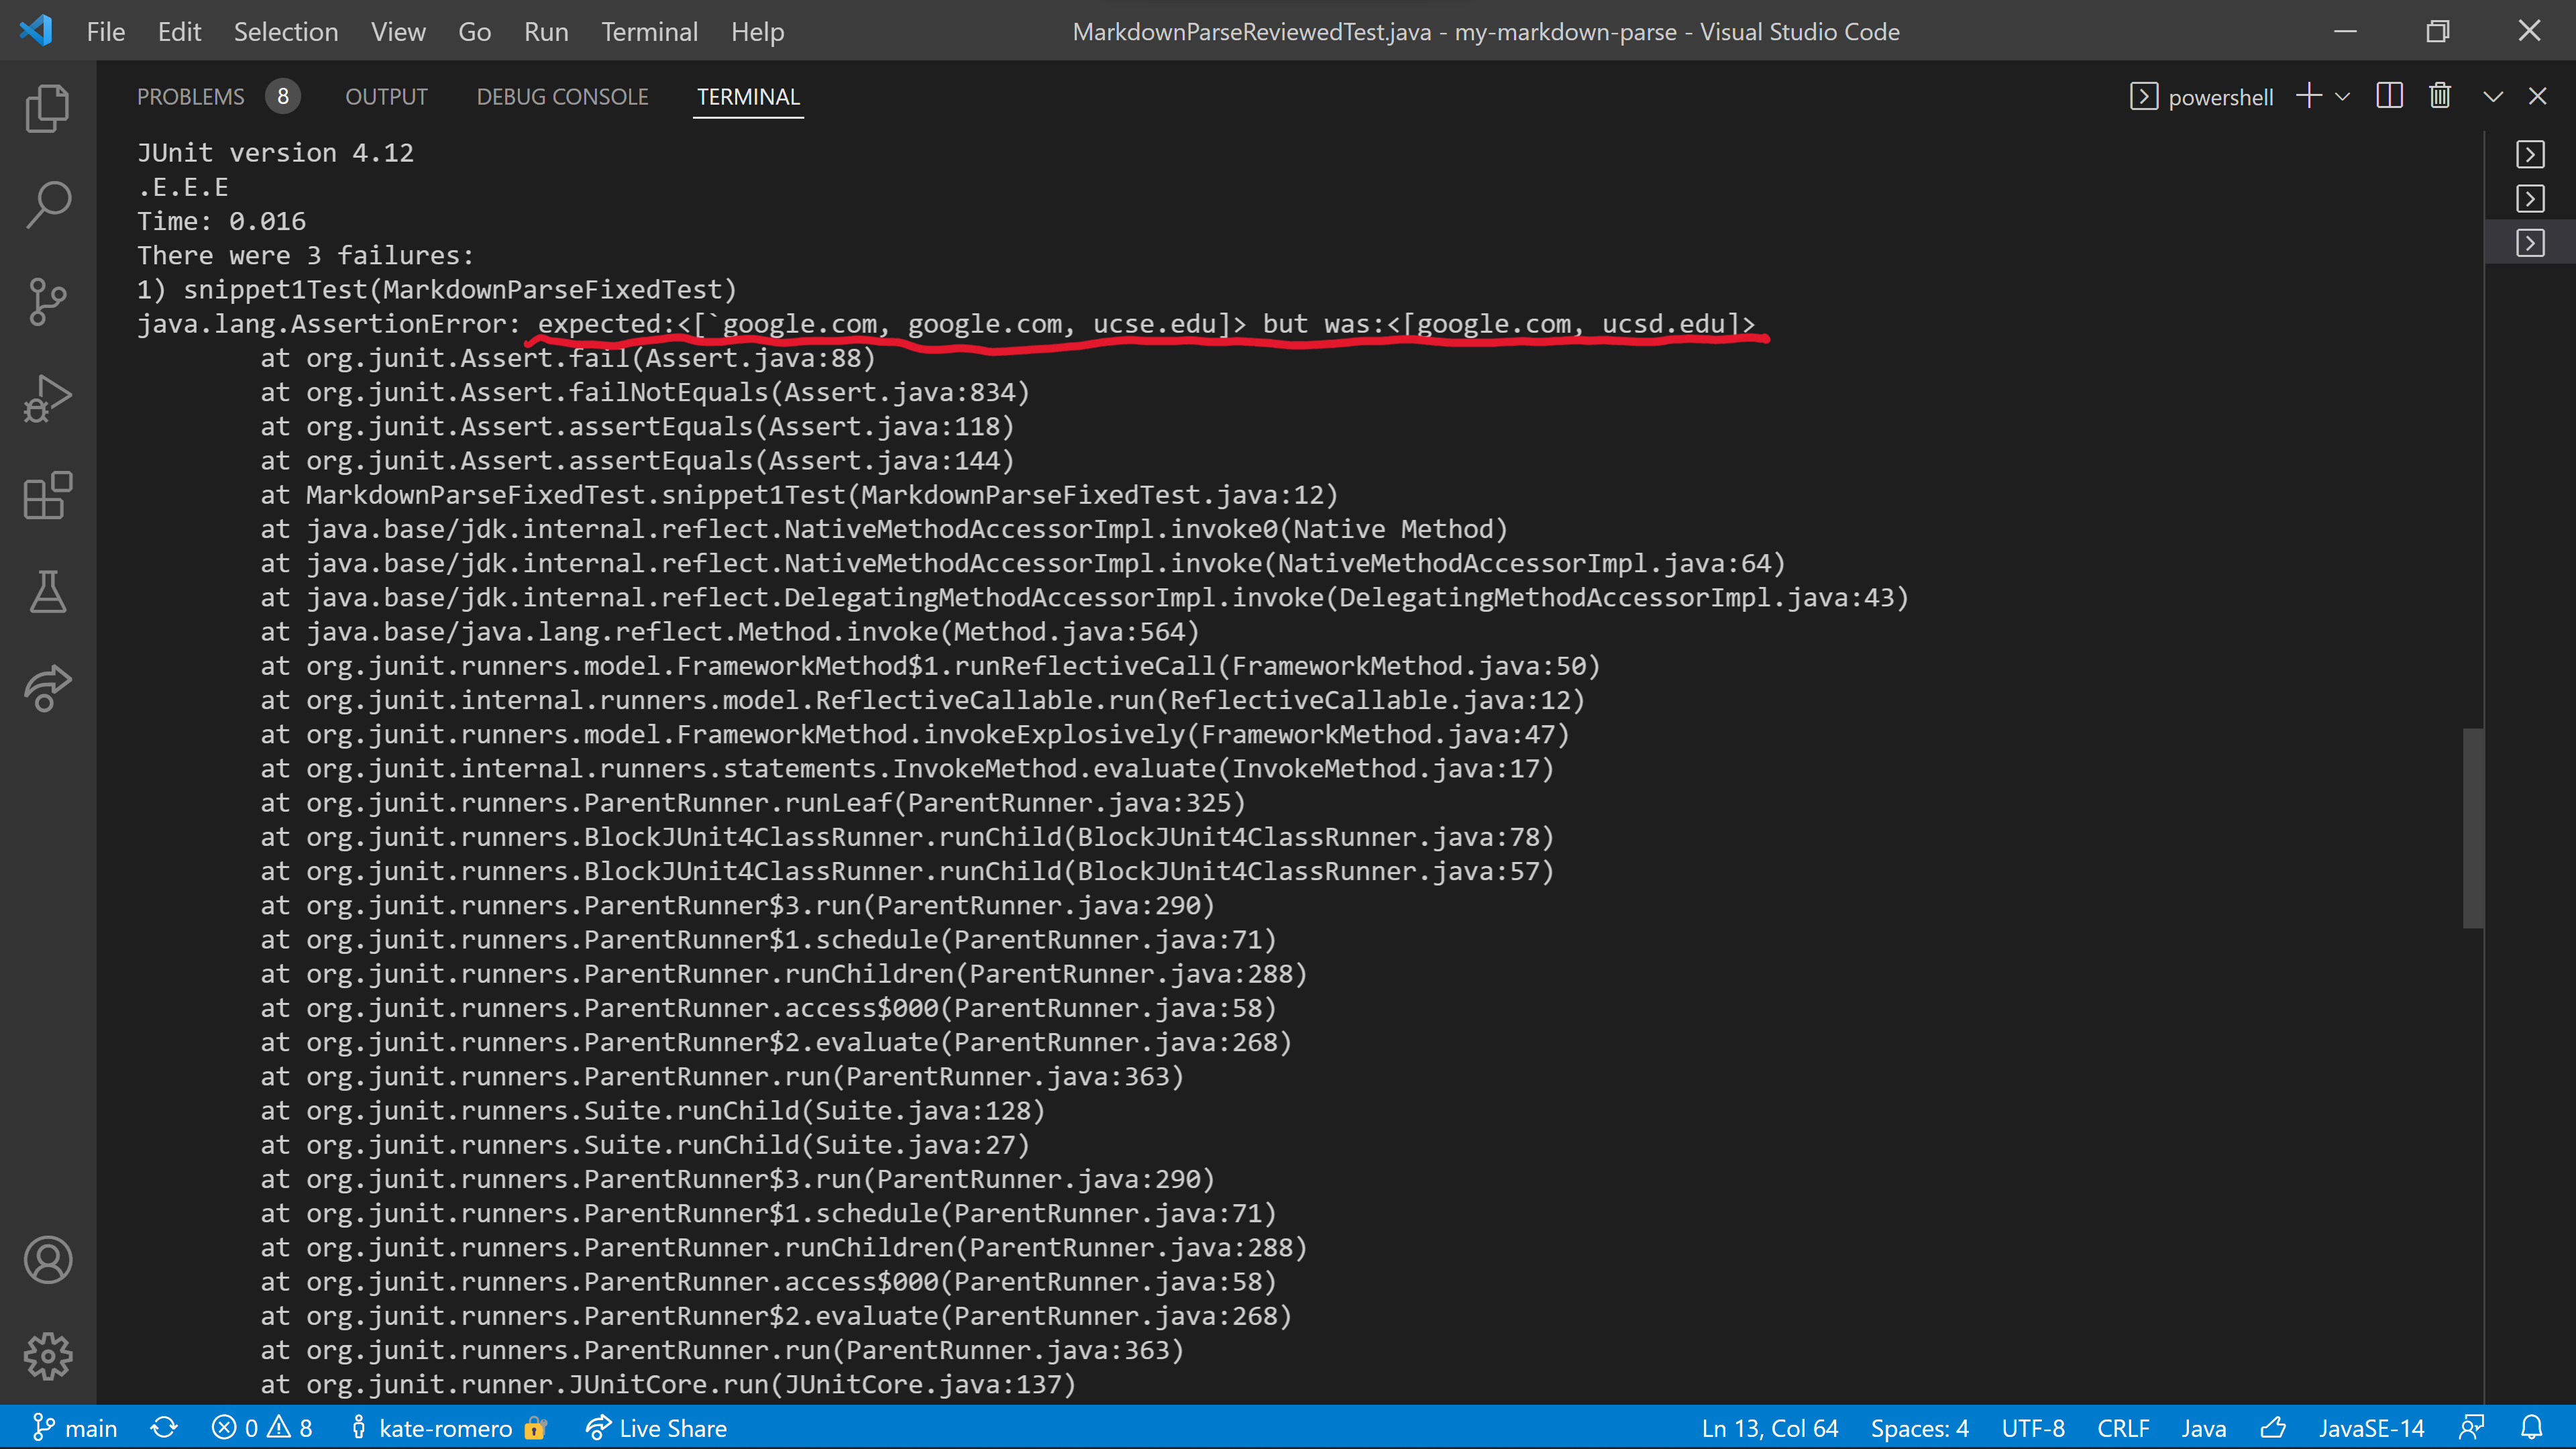 File Edit Selection View Go Run Terminal Help MarkdownParseReviewedTest.java - my-markdown-parse - Visual Studio Code
PROBLEMS 8 OUTPUT DEBUG CONSOLE TERMINAL powershell
JUnit version 4.12
.E.E.E
Time: 0.016
There were 3 failures:
1) snippet1Test(MarkdownParseFixedTest)
java.lang.AssertionError: expected:<[`google.com, google.com, ucse.edu]> but was:<[google.com, ucsd.edu]>
at org.junit.Assert.fail(Assert.java:88)
at org.junit.Assert.failNotEquals(Assert.java:834)
at org.junit.Assert.assertEquals(Assert.java:118)
at org.junit.Assert.assertEquals(Assert.java:144)
at MarkdownParseFixedTest.snippet1Test(MarkdownParseFixedTest.java:12)
at java.base/jdk.internal.reflect.NativeMethodAccessorImpl.invoke0(Native Method)
at java.base/jdk.internal.reflect.NativeMethodAccessorImpl.invoke(NativeMethodAccessorImpl.java:64)
at java.base/jdk.internal.reflect.DelegatingMethodAccessorImpl.invoke(DelegatingMethodAccessorImpl.java:43)
at java.base/java.lang.reflect.Method.invoke(Method.java:564)
at org.junit.runners.model.FrameworkMethod$1.runReflectiveCall(FrameworkMethod.java:50)
at org.junit.internal.runners.model.ReflectiveCallable.run(ReflectiveCallable.java:12)
at org.junit.runners.model.FrameworkMethod.invokeExplosively(FrameworkMethod.java:47)
at org.junit.internal.runners.statements.InvokeMethod.evaluate(InvokeMethod.java:17)
at org.junit.runners.ParentRunner.runLeaf(ParentRunner.java:325)
at org.junit.runners.BlockJUnit4ClassRunner.runChild(BlockJUnit4ClassRunner.java:78)
at org.junit.runners.BlockJUnit4ClassRunner.runChild(BlockJUnit4ClassRunner.java:57)
at org.junit.runners.ParentRunner$3.run(ParentRunner.java:290)
at org.junit.runners.ParentRunner$1.schedule(ParentRunner.java:71)
at org.junit.runners.ParentRunner.runChildren(ParentRunner.java:288)
at org.junit.runners.ParentRunner.access$000(ParentRunner.java:58)
at org.junit.runners.ParentRunner$2.evaluate(ParentRunner.java:268)
at org.junit.runners.ParentRunner.run(ParentRunner.java:363)
at org.junit.runners.Suite.runChild(Suite.java:128)
at org.junit.runners.Suite.runChild(Suite.java:27)
at org.junit.runners.ParentRunner$3.run(ParentRunner.java:290)
at org.junit.runners.ParentRunner$1.schedule(ParentRunner.java:71)
at org.junit.runners.ParentRunner.runChildren(ParentRunner.java:288)
at org.junit.runners.ParentRunner.access$000(ParentRunner.java:58)
at org.junit.runners.ParentRunner$2.evaluate(ParentRunner.java:268)
at org.junit.runners.ParentRunner.run(ParentRunner.java:363)
at org.junit.runner.JUnitCore.run(JUnitCore.java:137)
main 0 8 kate-romero Live Share Ln 13, Col 64 Spaces: 4 UTF-8 CRLF Java JavaSE-14